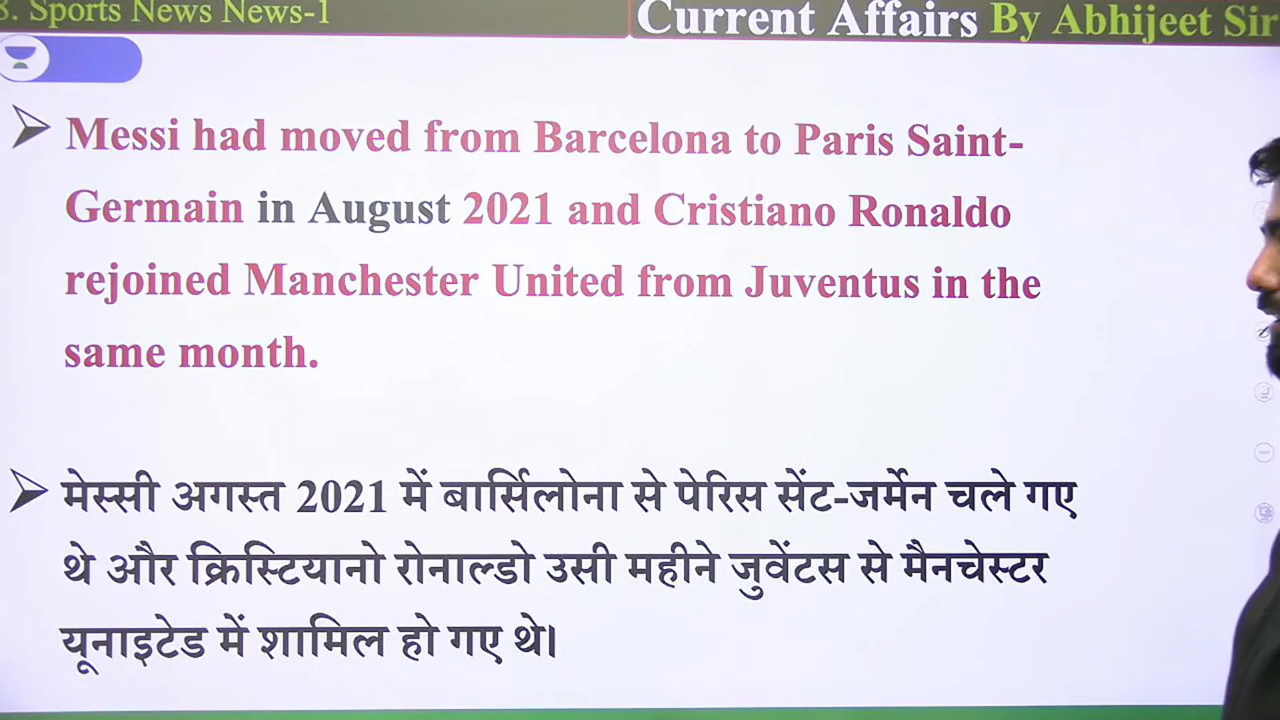 8. Sports News News-1
Current Affairs By Abhijeet Sir
Messi had moved from Barcelona to Paris Saint-
Germain in August 2021 and Cristiano Ronaldo
rejoined Manchester United from Juventus in the
same month.
मेस्सी अगस्त 2021 में बार्सिलोना से पेरिस सेंट-जर्मेन चले गए
थे और क्रिस्टियानो रोनाल्डो उसी महीने जुवेंटस से मैनचेस्टर
यूनाइटेड में शामिल हो गए थे।